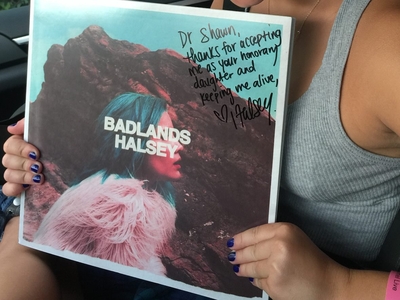 Dr Shawn,
thanks for accepting
me as your honorary
daughter and
keeping me alive,
♡ Halsey
BADLANDS
HALSEY